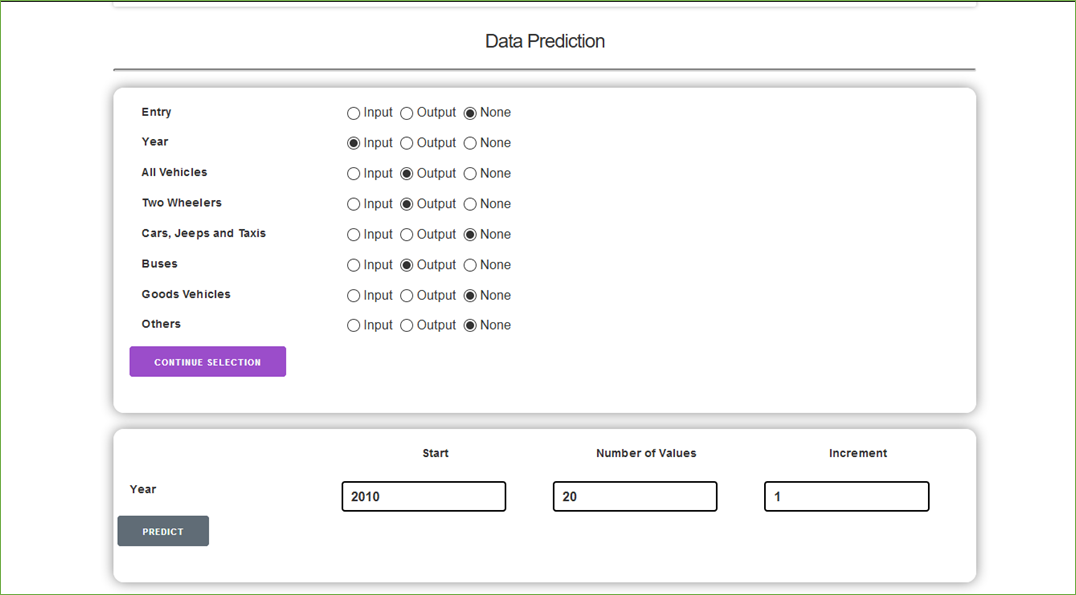 Data Prediction
Entry Input Output None
Year Input Output None
All Vehicles Input Output None
Two Wheelers Input Output None
Cars, Jeeps and Taxis Input Output None
Buses Input Output None
Goods Vehicles Input Output None
Others Input Output None
CONTINUE SELECTION
Start Number of Values Increment
Year 2010 20 1
PREDICT